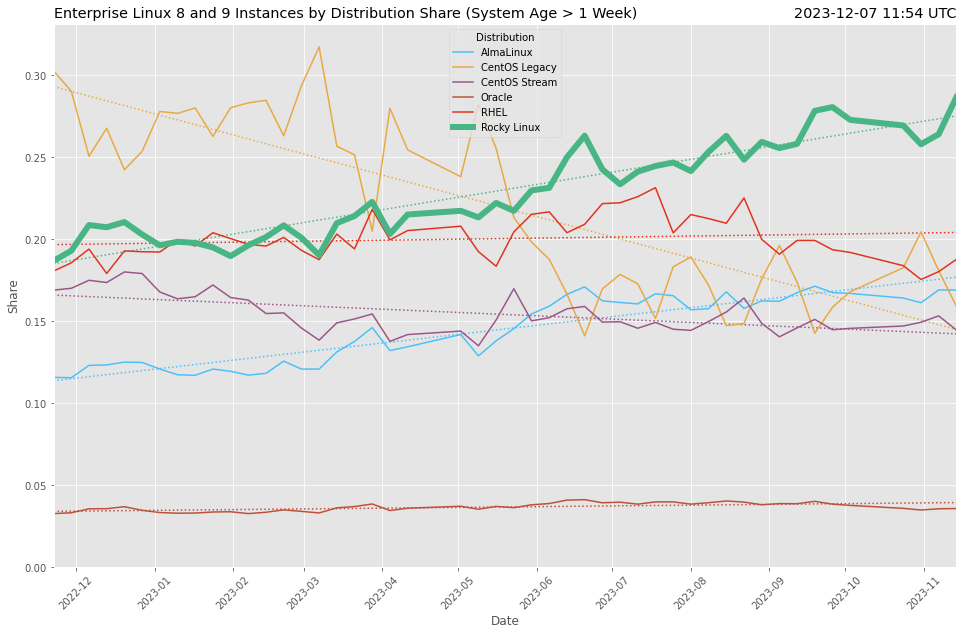 Enterprise Linux 8 and 9 Instances by Distribution Share (System Age > 1 Week)
2023-12-07 11:54 UTC
Distribution
AlmaLinux
CentOS Legacy
CentOS Stream
Oracle
RHEL
Rocky Linux
0.30
0.25
0.20
0.15
0.10
0.05
0.00
Share
2022-12
2023-01
2023-02
2023-03
2023-04
2023-05
2023-06
2023-07
2023-08
2023-09
2023-10
2023-11
Date